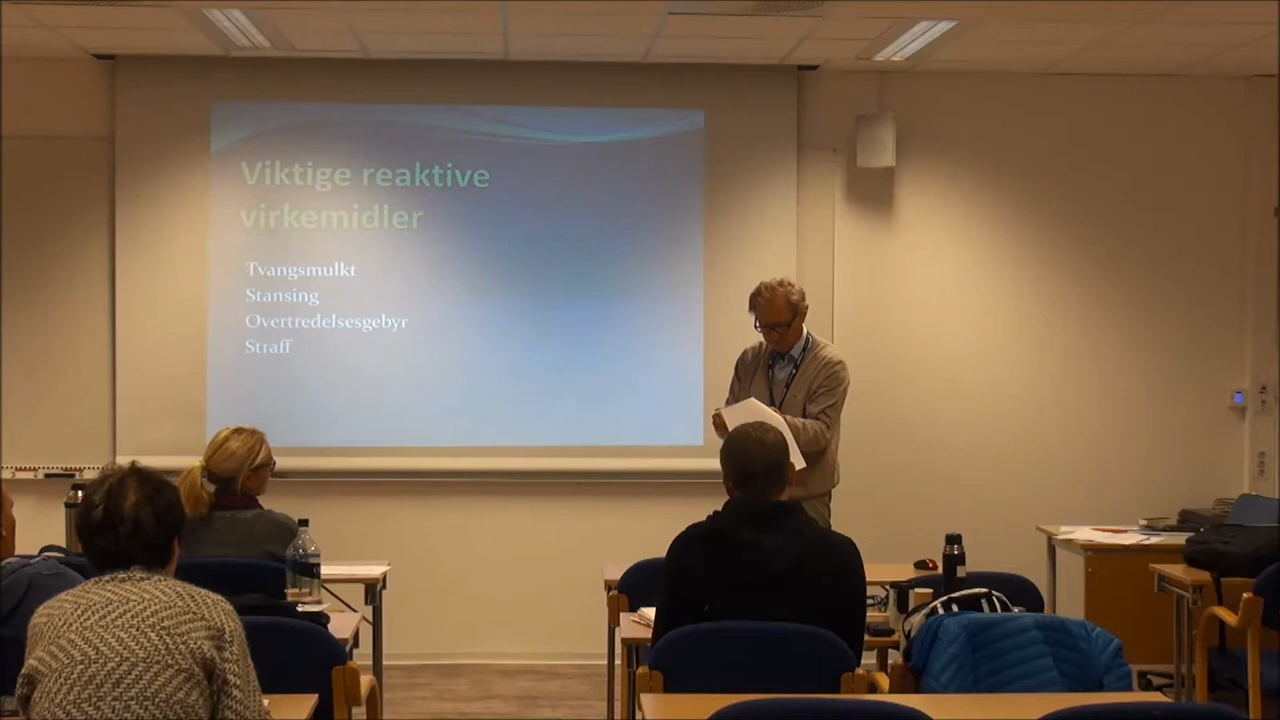 Viktige reaktive
virkemidler
Tvangsmulkt
Stansing
Overtredelsesgebyr
Straff